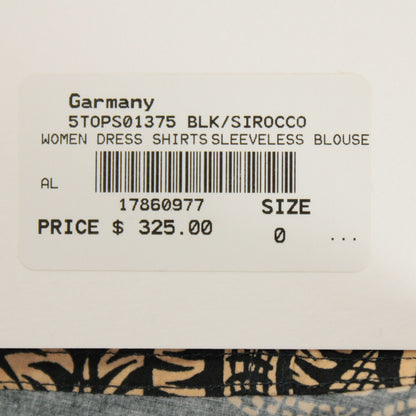 Garmany
5TOPS01375 BLK/SIROCCO
WOMEN DRESS SHIRTS SLEEVELESS BLOUSE
AL
17860977 SIZE
PRICE $ 325.00 0 ...